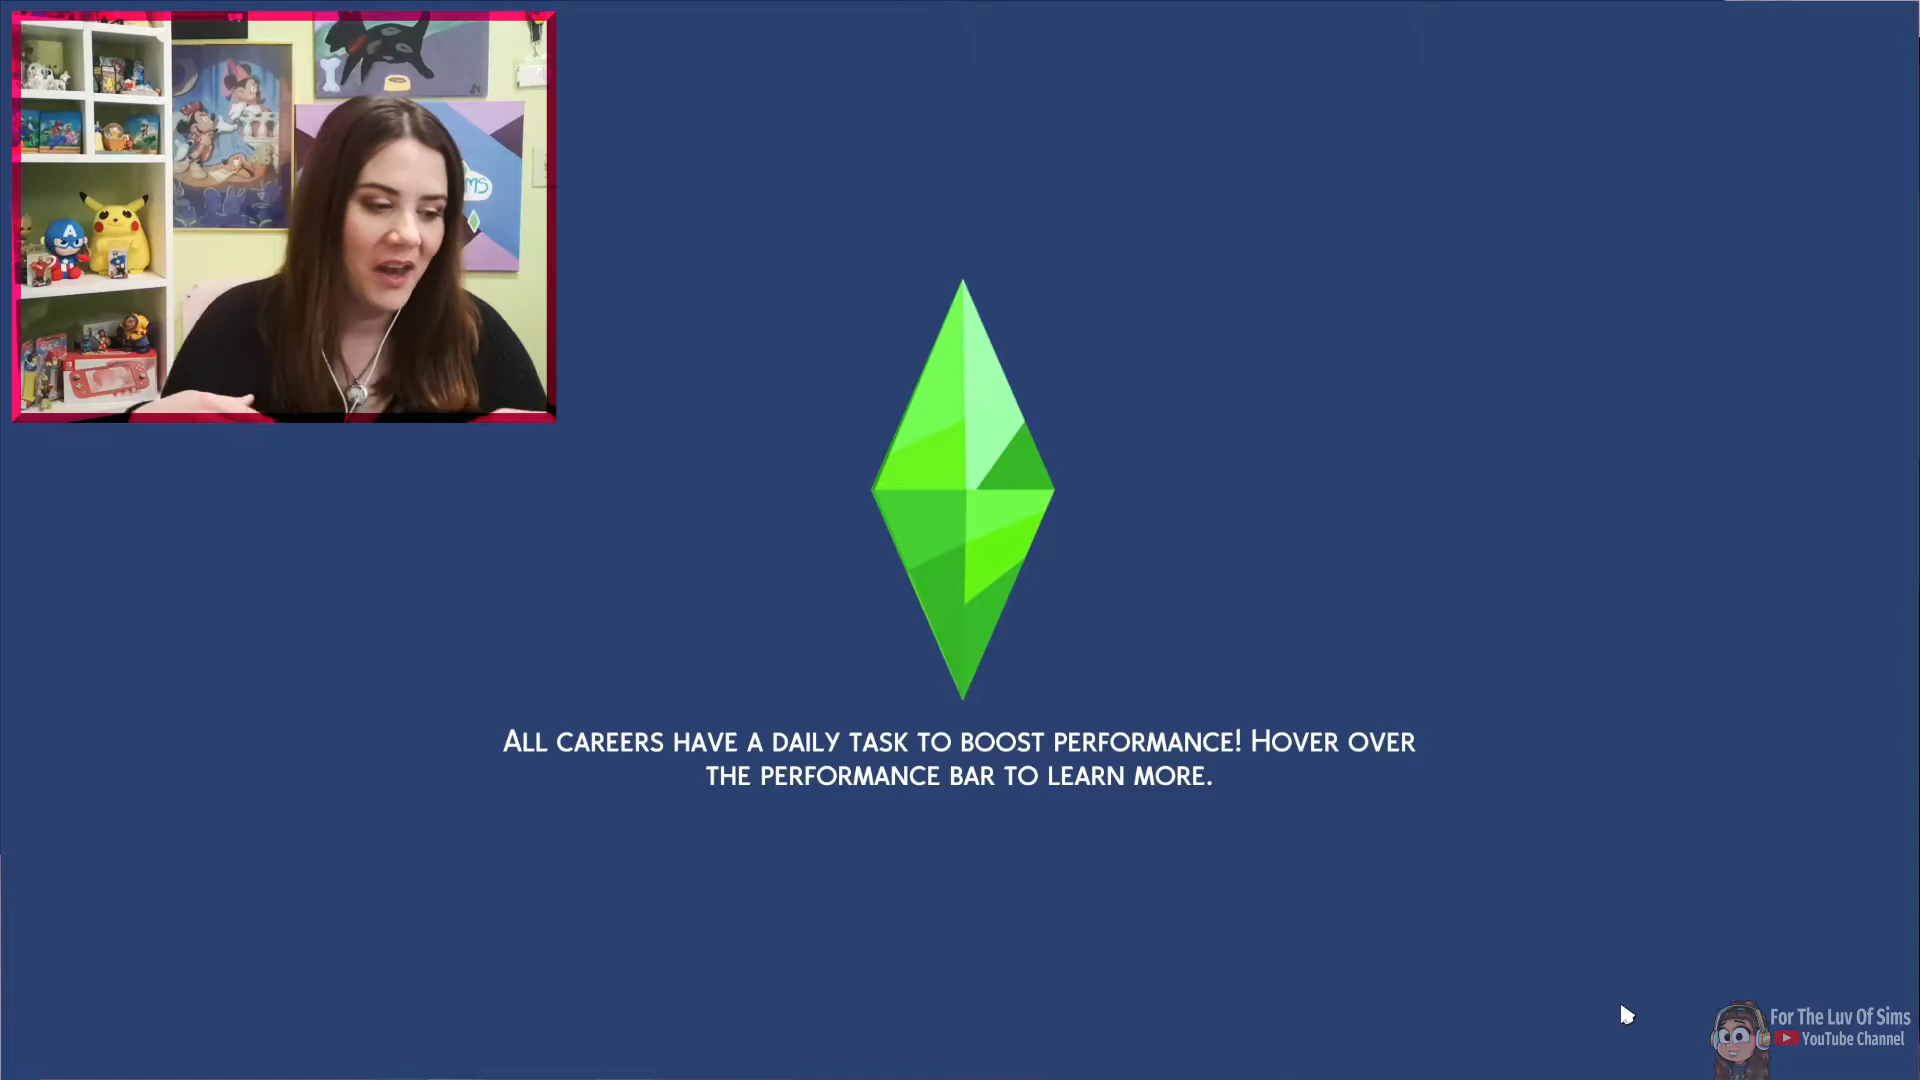 MS
A
ALL CAREERS HAVE A DAILY TASK TO BOOST PERFORMANCE! HOVER OVER
THE PERFORMANCE BAR TO LEARN MORE.
For The Luv Of Sims
YouTube Channel